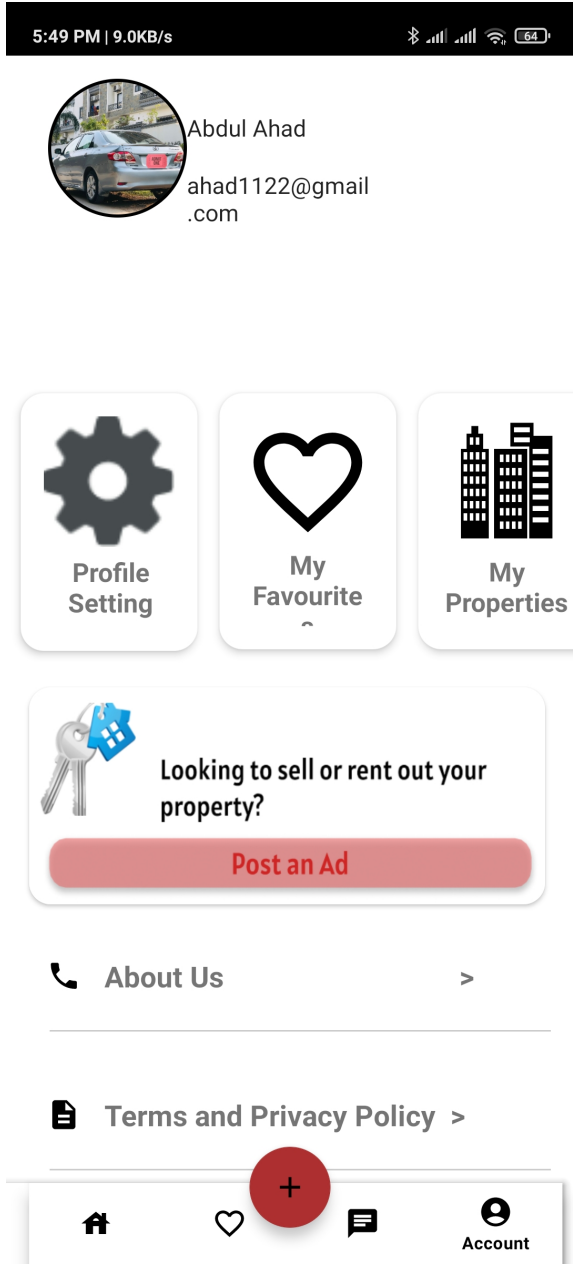 5:49 PM | 9.0KB/s
64
Abdul Ahad
ahad1122@gmail
.com
Profile
Setting
My
Favourite
s
My
Properties
Looking to sell or rent out your
property?
Post an Ad
About Us >
Terms and Privacy Policy >
+
Account